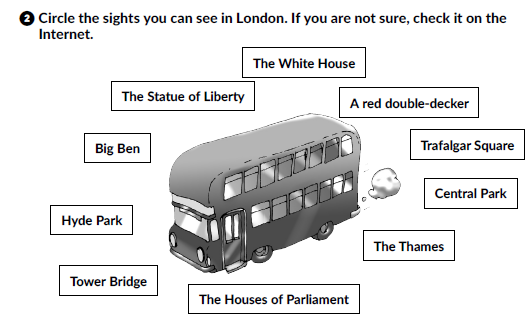 2 Circle the sights you can see in London. If you are not sure, check it on the
Internet.
The White House
The Statue of Liberty
A red double-decker
Big Ben
Trafalgar Square
Central Park
Hyde Park
The Thames
Tower Bridge
The Houses of Parliament